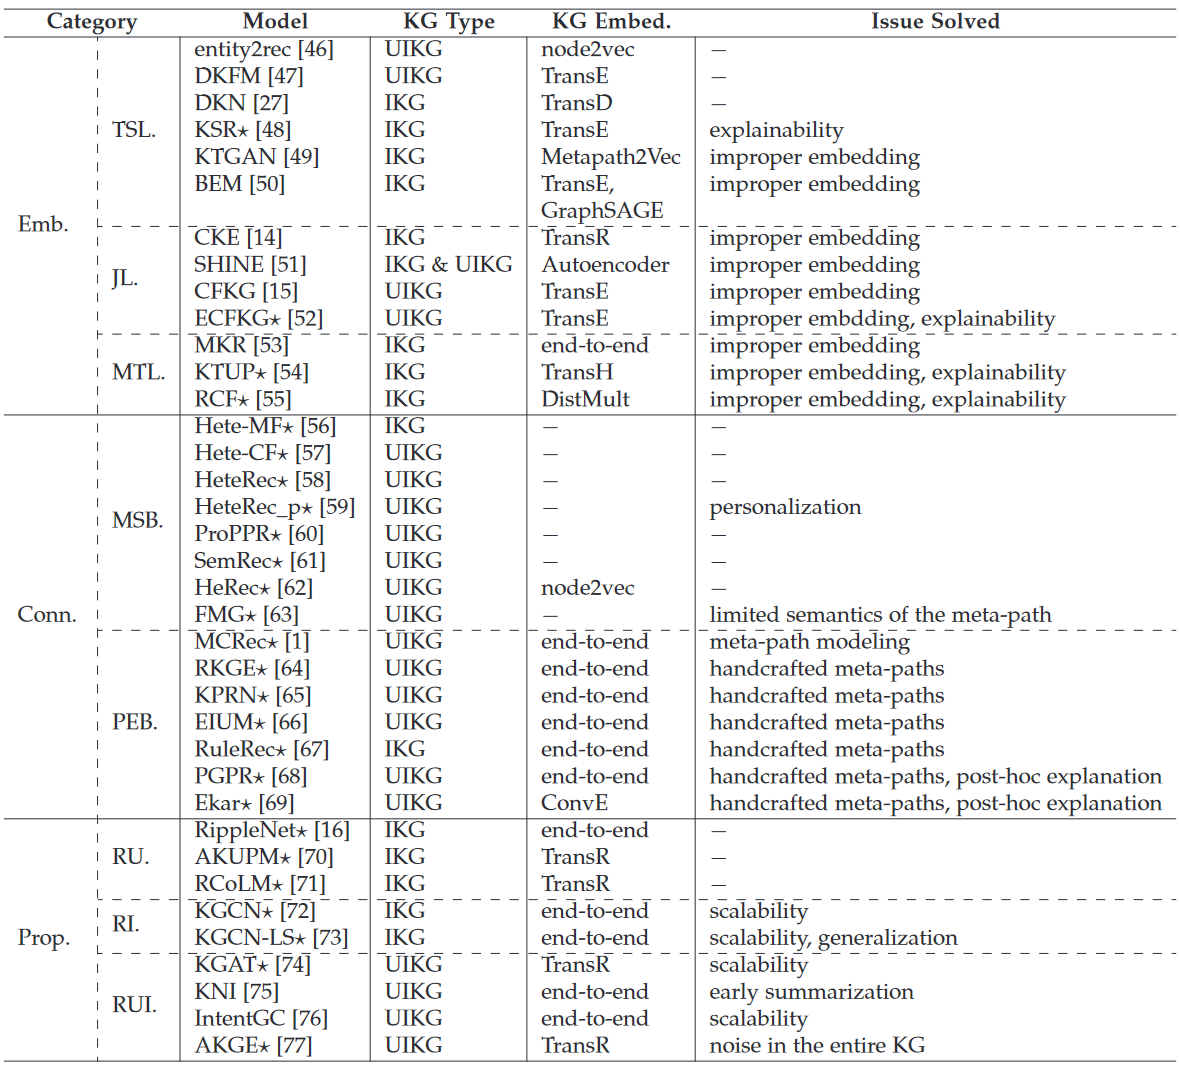 Category Model KG Type KG Embed. Issue Solved
entity2rec [46] UIKG node2vec −
DKFM [47] UIKG TransE −
DKN [27] IKG TransD −
TSL. KSR⋆ [48] IKG TransE explainability
KTGAN [49] IKG Metapath2Vec improper embedding
BEM [50] IKG TransE, improper embedding
GraphSAGE
Emb.
CKE [14] IKG TransR improper embedding
SHINE [51] IKG & UIKG Autoencoder improper embedding
JL.
CFKG [15] UIKG TransE improper embedding
ECFKG⋆ [52] UIKG TransE improper embdding, explainability
MKR [53] IKG end-to-end improper embedding
MTL. KTUP⋆ [54] IKG TransH improper embedding, explainability
RCF⋆ [55] IKG DistMult improper embedding, explainability
Hete-MF⋆ [56] IKG − −
Hete-CF⋆ [57] UIKG − −
HeteRec⋆ [58] UIKG − −
HeteRec_p⋆ [59] UIKG − personalization
MSB.
ProPPR⋆ [60] UIKG − −
SemRec⋆ [61] UIKG − −
HeRec⋆ [62] UIKG node2vec −
Conn. FMG⋆ [63] UIKG − limited semantics of the meta-path
MCRec⋆ [1] UIKG end-to-end meta-path modeling
RKGE⋆ [64] UIKG end-to-end handcrafted meta-paths
KPRN⋆ [65] UIKG end-to-end handcrafted meta-paths
PEB. EIUM⋆ [66] UIKG end-to-end handcrafted meta-paths
RuleRec⋆ [67] IKG end-to-end handcrafted meta-paths
PGPR⋆ [68] UIKG end-to-end handcrafted meta-paths, post-hoc explanation
Ekar⋆ [69] UIKG ConvE handcrafted meta-paths, post-hoc explanation
RippleNet⋆ [16] IKG end-to-end −
RU. AKUPM⋆ [70] IKG TransR −
RCoLM⋆ [71] IKG TransR −
KGCN⋆ [72] IKG end-to-end scalability
RI.
Prop. KGCN-LS⋆ [73] IKG end-to-end scalability, generalization
KGAT⋆ [74] UIKG TransR scalability
KNI [75] UIKG end-to-end early summarization
RUI.
IntentGC [76] UIKG end-to-end scalability
AKGE⋆ [77] UIKG TransR noise in the entire KG